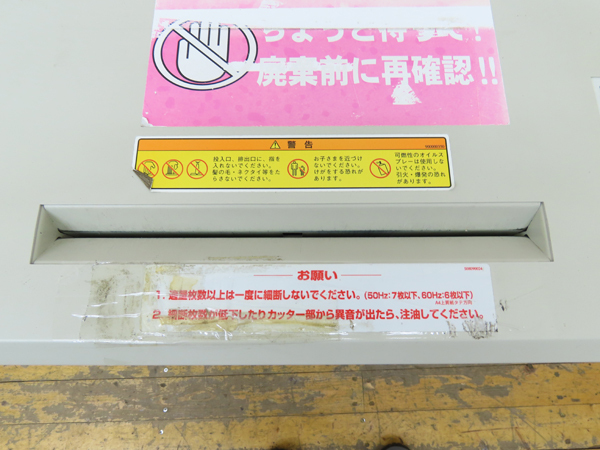 ちょっと待て!
廃棄前に再確認!!
警告
投入口、排出口に、指を
入れないでください。
髪の毛・ネクタイ等をた
らさないでください。
お子さまを近づけ
ないでください。
けがをする恐れが
あります。
可燃性のオイルス
プレーは使用しな
いでください。
引火・爆発の恐れ
があります。
お願い
1. 適量枚数以上は一度に細断しないでください。(50Hz:7枚以下、60Hz:6枚以下)
A4上質紙タテ方向
2. 細断枚数が低下したりカッター部から異音が出たら、注油してください。